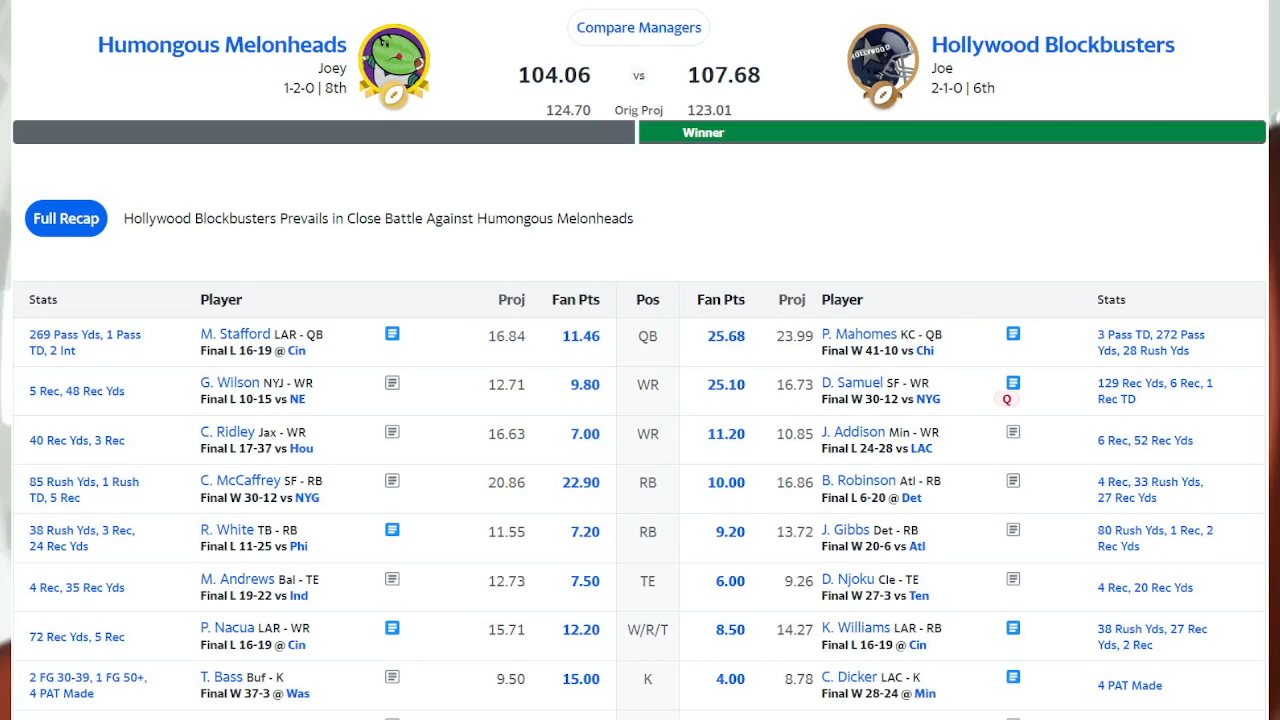 Compare Managers
Humongous Melonheads
Joey
1-2-0 | 8th
104.06 vs 107.68
124.70 Orig Proj 123.01
HOLLYWOOD
Hollywood Blockbusters
Joe
2-1-0 | 6th
Winner
Full Recap Hollywood Blockbusters Prevails in Close Battle Against Humongous Melonheads
Stats Player Proj Fan Pts Pos Fan Pts Proj Player Stats
269 Pass Yds, 1 Pass M. Stafford LAR - QB 16.84 11.46 QB 25.68 23.99 P. Mahomes KC - QB 3 Pass TD, 272 Pass
TD, 2 Int Final L 16-19 @ Cin Final W 41-10 vs Chi Yds, 28 Rush Yds
5 Rec, 48 Rec Yds G. Wilson NYJ - WR 12.71 9.80 WR 25.10 16.73 D. Samuel SF - WR 129 Rec Yds, 6 Rec, 1
Final L 10-15 vs NE Final W 30-12 vs NYG Q Rec TD
40 Rec Yds, 3 Rec C. Ridley Jax - WR 16.63 7.00 WR 11.20 10.85 J. Addison Min - WR 6 Rec, 52 Rec Yds
Final L 17-37 vs Hou Final L 24-28 vs LAC
85 Rush Yds, 1 Rush C. McCaffrey SF - RB 20.86 22.90 RB 10.00 16.86 B. Robinson Atl - RB 4 Rec, 33 Rush Yds,
TD, 5 Rec Final W 30-12 vs NYG Final L 6-20 @ Det 27 Rec Yds
38 Rush Yds, 3 Rec, R. White TB - RB 11.55 7.20 RB 9.20 13.72 J. Gibbs Det - RB 80 Rush Yds, 1 Rec, 2
24 Rec Yds Final L 11-25 vs Phi Final W 20-6 vs Atl Rec Yds
4 Rec, 35 Rec Yds M. Andrews Bal - TE 12.73 7.50 TE 6.00 9.26 D. Njoku Cle - TE 4 Rec, 20 Rec Yds
Final L 19-22 vs Ind Final W 27-3 vs Ten
72 Rec Yds, 5 Rec P. Nacua LAR - WR 15.71 12.20 W/R/T 8.50 14.27 K. Williams LAR - RB 38 Rush Yds, 27 Rec
Final L 16-19 @ Cin Final L 16-19 @ Cin Yds, 2 Rec
2 FG 30-39, 1 FG 50+, T. Bass Buf - K 9.50 15.00 K 4.00 8.78 C. Dicker LAC - K 4 PAT Made
4 PAT Made Final W 37-3 @ Was Final W 28-24 @ Min